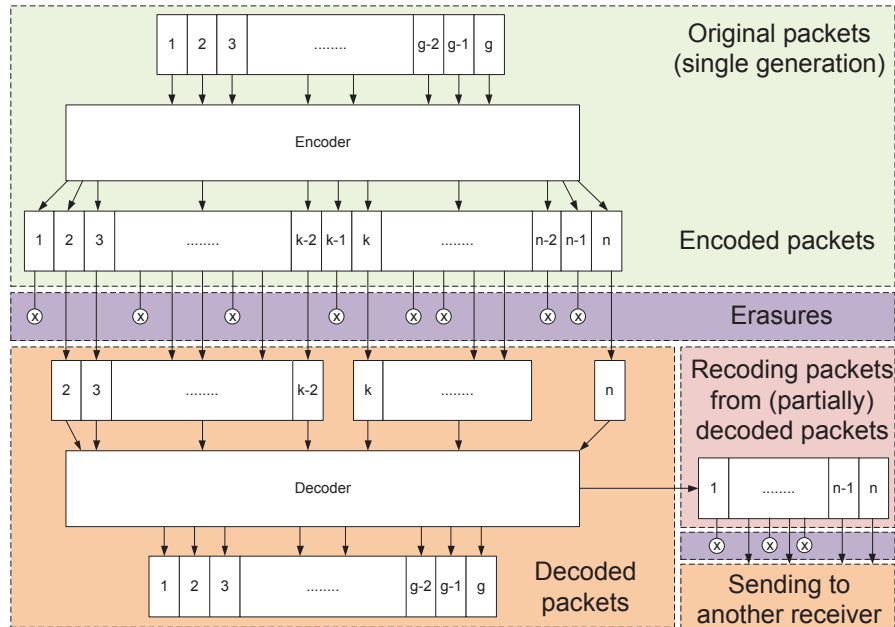 1 2 3 ........ g-2 g-1 g
Original packets
(single generation)
Encoder
1 2 3 ........ k-2 k-1 k ........ n-2 n-1 n
Encoded packets
x x x x x x x x
Erasures
2 3 ........ k-2 k ........ n
Recoding packets
from (partially)
decoded packets
Decoder
1 ........ n-1 n
x x x
1 2 3 ........ g-2 g-1 g
Decoded
packets
Sending to
another receiver